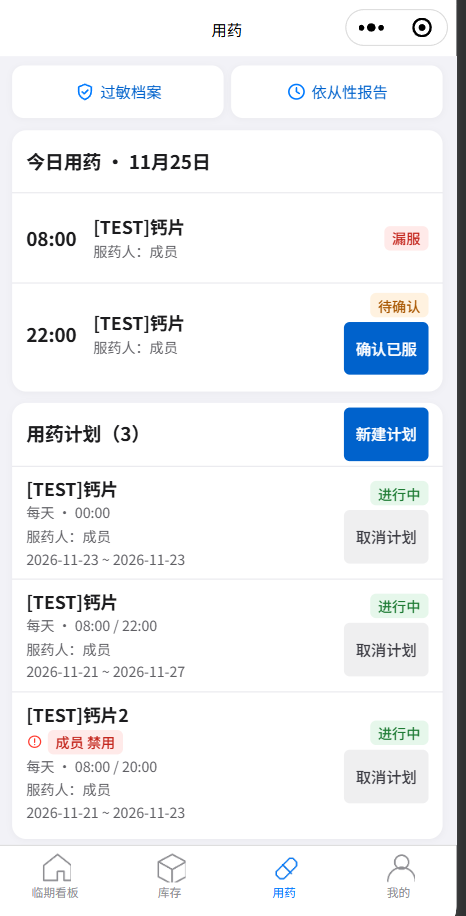 用药
过敏档案
依从性报告
今日用药 · 11月25日
08:00
[TEST]钙片
服药人：成员
漏服
22:00
[TEST]钙片
服药人：成员
待确认
确认已服
用药计划（3）
新建计划
[TEST]钙片
每天 · 00:00
服药人：成员
2026-11-23 ~ 2026-11-23
进行中
取消计划
[TEST]钙片
每天 · 08:00 / 22:00
服药人：成员
2026-11-21 ~ 2026-11-27
进行中
取消计划
[TEST]钙片2
成员 禁用
每天 · 08:00 / 20:00
服药人：成员
2026-11-21 ~ 2026-11-23
进行中
取消计划
临期看板
库存
用药
我的